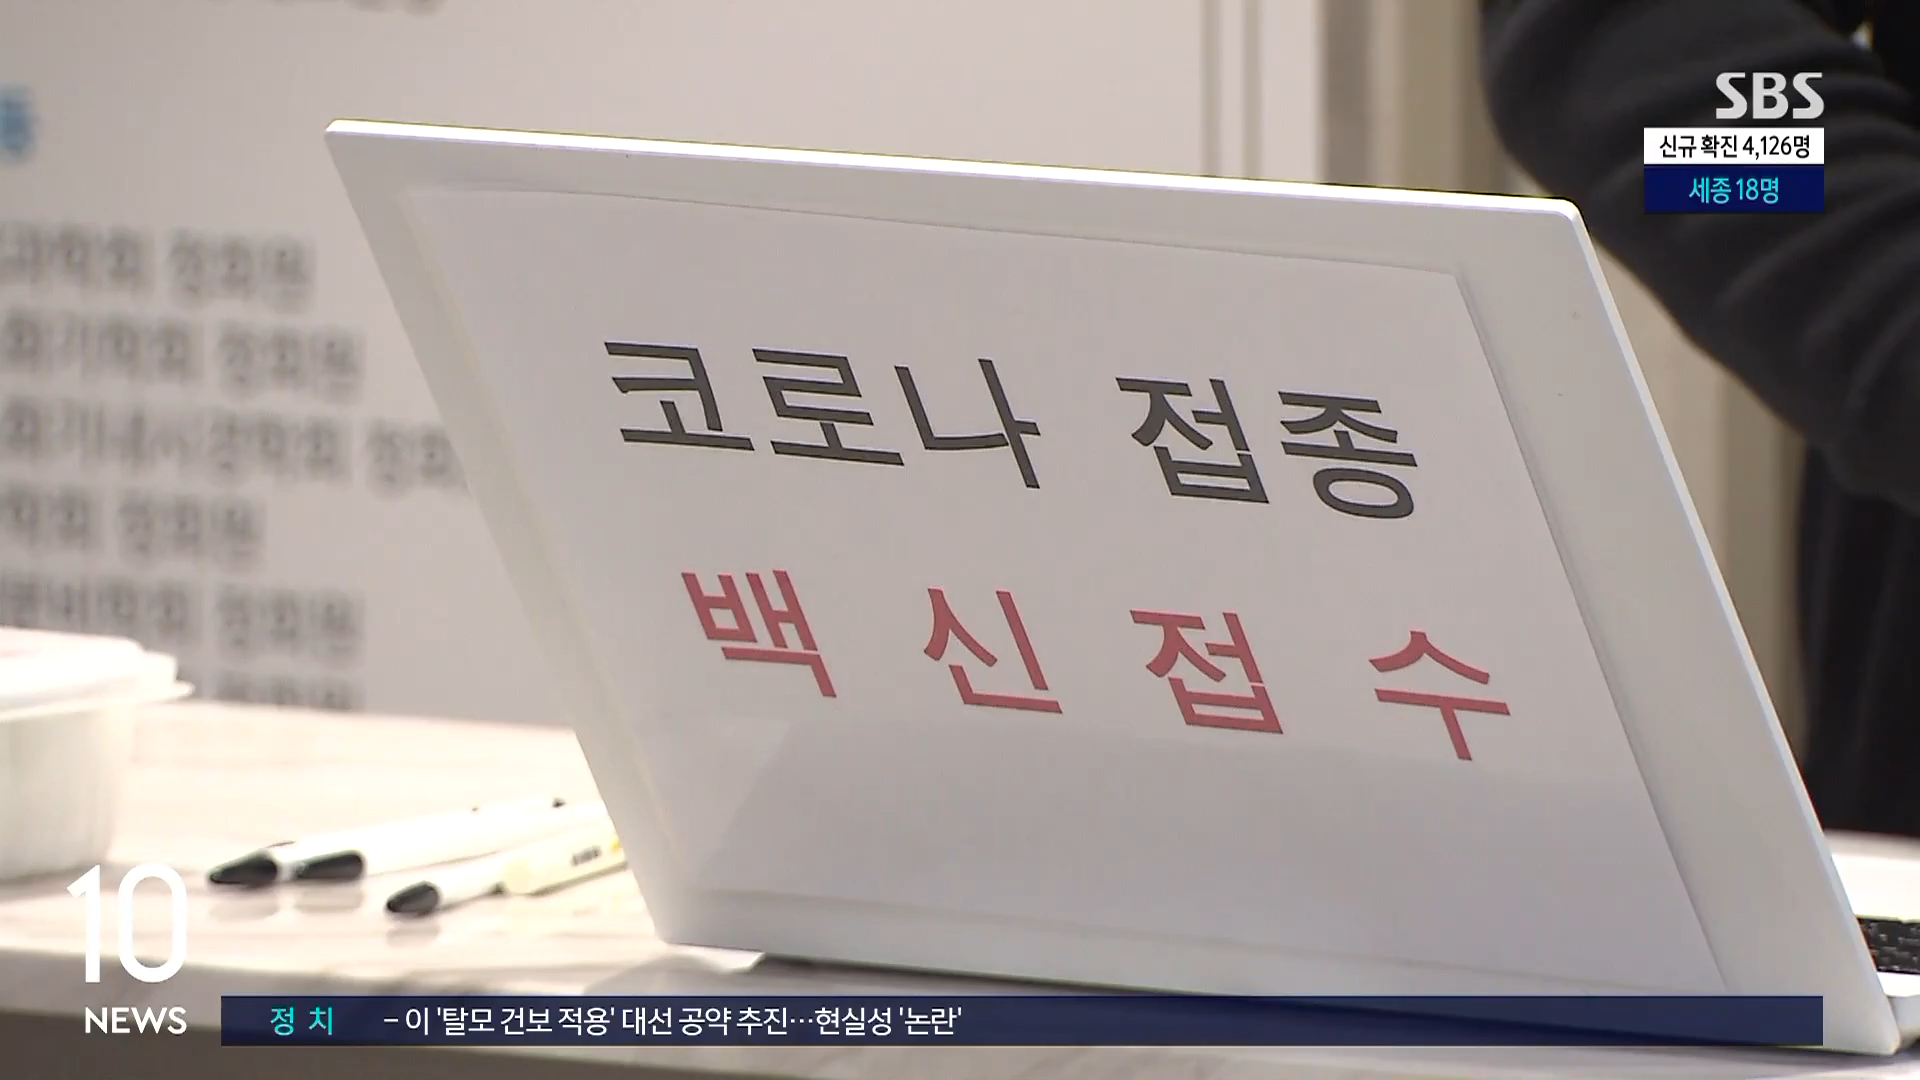 SBS
신규 확진 4,126명
세종 18명
코로나 접종
백신접수
10
NEWS
정치 - 이 '탈모 건보 적용' 대선 공약 추진…현실성 '논란'